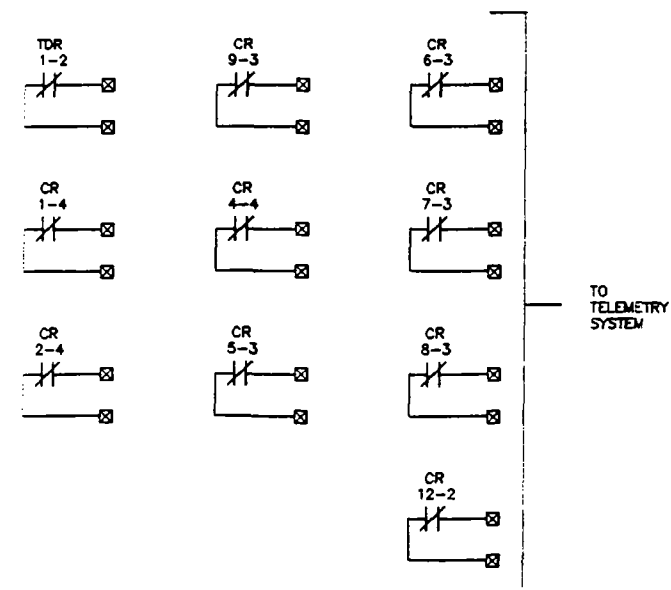 TDR
1-2
CR
9-3
CR
6-3
CR
1-4
CR
4-4
CR
7-3
CR
2-4
CR
5-3
CR
8-3
CR
12-2
TO
TELEMETRY
SYSTEM